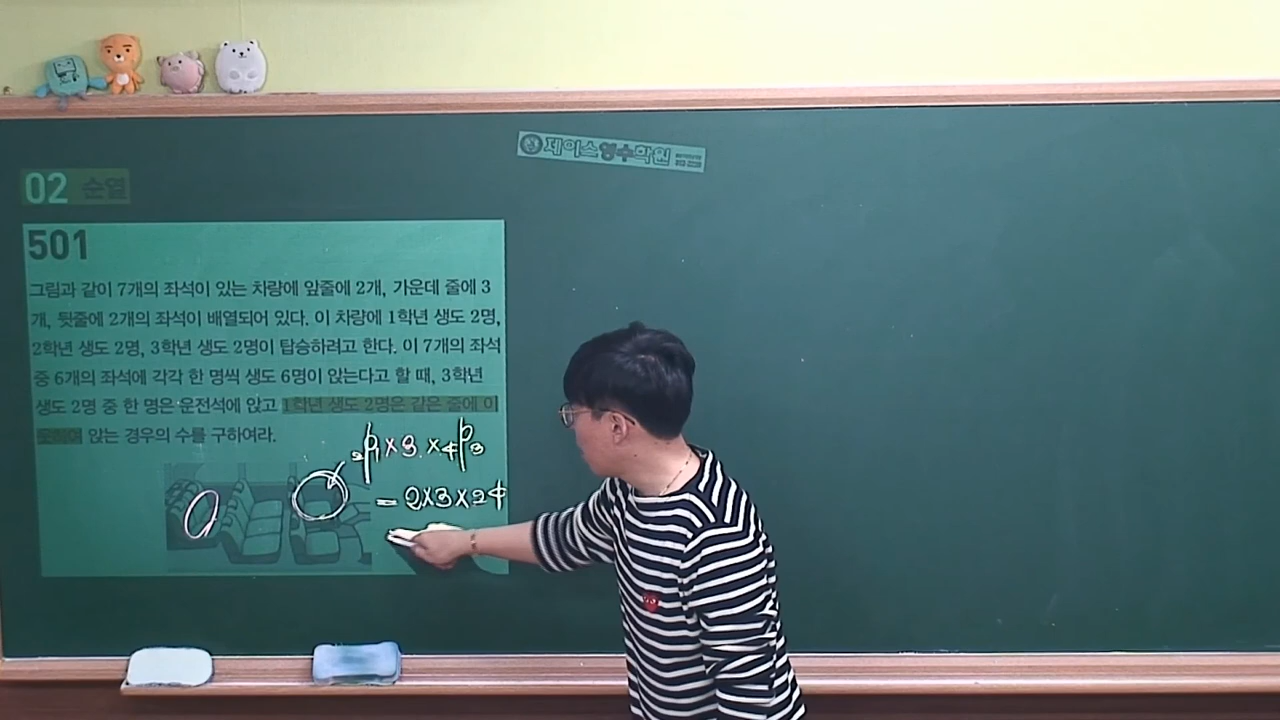 제이스영수학원
02 순열
501
그림과 같이 7개의 좌석이 있는 차량에 앞줄에 2개, 가운데 줄에 3
개, 뒷줄에 2개의 좌석이 배열되어 있다. 이 차량에 1학년 생도 2명,
2학년 생도 2명, 3학년 생도 2명이 탑승하려고 한다. 이 7개의 좌석
중 6개의 좌석에 각각 한 명씩 생도 6명이 앉는다고 할 때, 3학년
생도 2명 중 한 명은 운전석에 앉고 1학년 생도 2명은 같은 줄에 이
웃하여 앉는 경우의 수를 구하여라.
₂P₁×3×₄P₃
=2×3×24